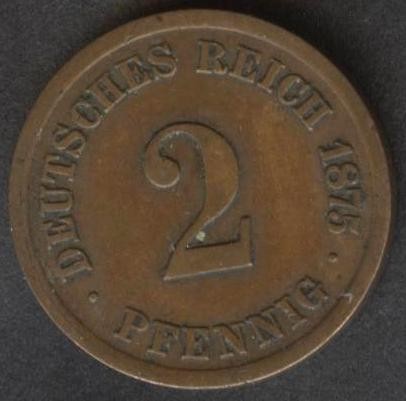 DEUTSCHES REICH 1875
2
PFENNIG